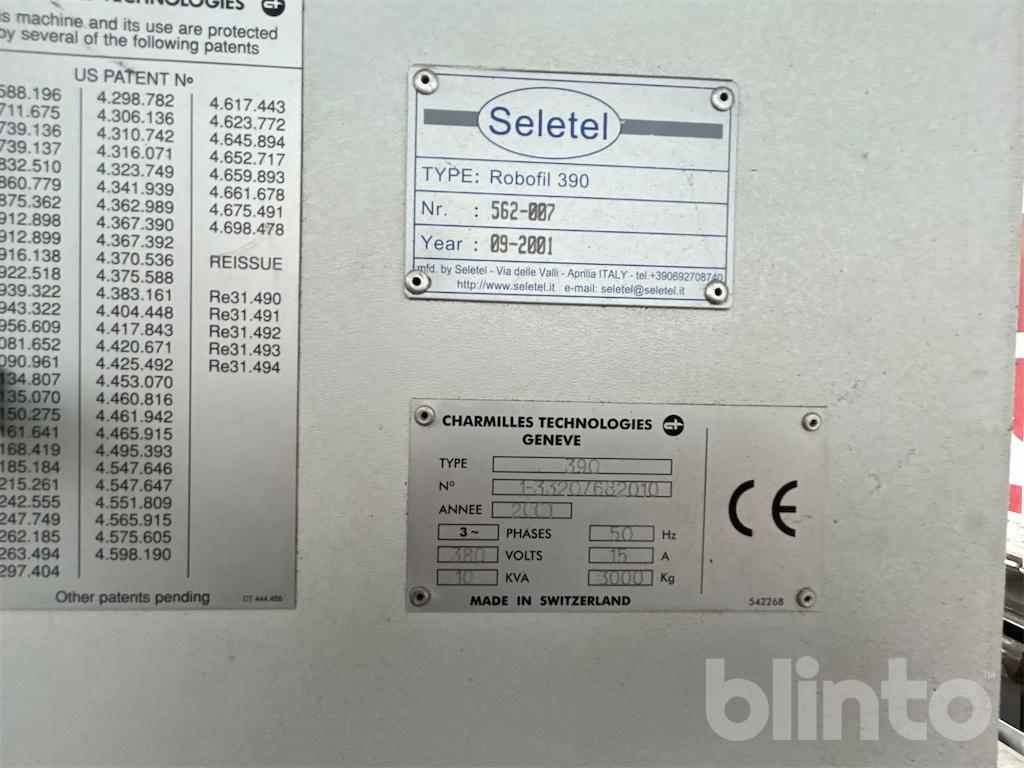 TECHNOLOGIES
is machine and its use are protected
by several of the following patents
US PATENT Nº
588.196 4.298.782 4.617.443
711.675 4.306.136 4.623.772
739.136 4.310.742 4.645.894
739.137 4.316.071 4.652.717
832.510 4.323.749 4.659.893
860.779 4.341.939 4.661.678
875.362 4.362.989 4.675.491
912.898 4.367.390 4.698.478
912.899 4.367.392
916.138 4.370.536 REISSUE
922.518 4.375.588
939.322 4.383.161 Re31.490
943.322 4.404.448 Re31.491
956.609 4.417.843 Re31.492
081.652 4.420.671 Re31.493
090.961 4.425.492 Re31.494
134.807 4.453.070
135.070 4.460.816
150.275 4.461.942
161.641 4.465.915
168.419 4.495.393
185.184 4.547.646
215.261 4.547.647
242.555 4.551.809
247.749 4.565.915
262.185 4.575.605
263.494 4.598.190
297.404
Other patents pending CT 444.455
Seletel
TYPE: Robofil 390
Nr. : 562-007
Year : 09-2001
mfd. by Seletel - Via delle Valli - Aprilia ITALY - tel.+390692708740
http://www.seletel.it e-mail: seletel@seletel.it
CHARMILLES TECHNOLOGIES
GENEVE
TYPE 390
Nº 1-3320/682010
ANNEE 2001
3~ PHASES 50 Hz
380 VOLTS 15 A
10 KVA 3000 Kg
MADE IN SWITZERLAND
CE
542268
blinto™